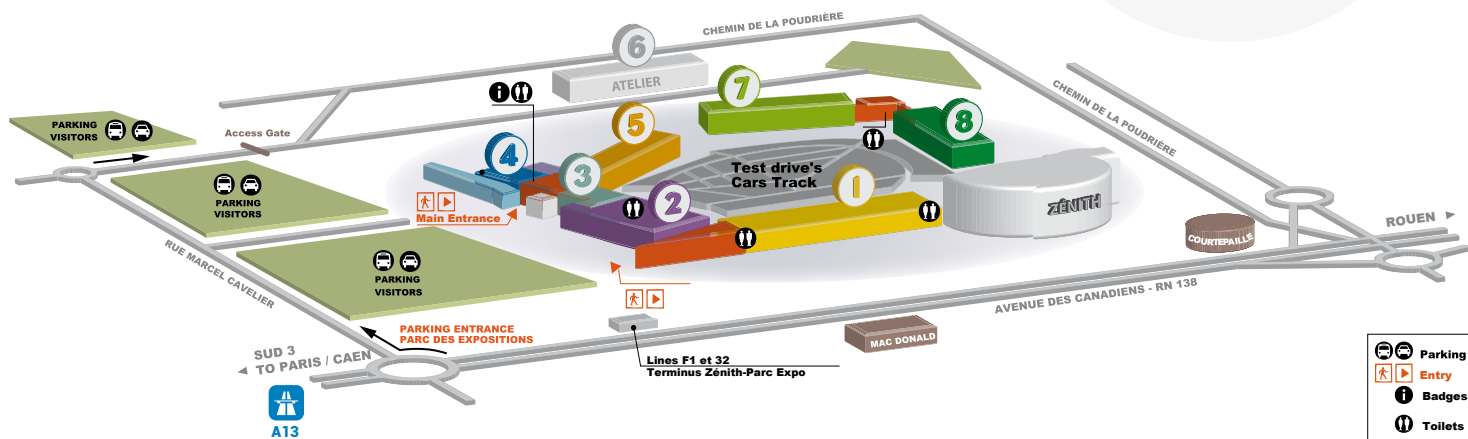 CHEMIN DE LA POUDRIÈRE
6
ATELIER
7
CHEMIN DE LA POUDRIÈRE
PARKING
VISITORS
Access Gate
5
8
4
3
Test drive's
Cars Track
1
2
PARKING
VISITORS
Main Entrance
ZÉNITH
COURTEPAILLE
ROUEN
RUE MARCEL CAVELIER
PARKING
VISITORS
AVENUE DES CANADIENS - RN 138
PARKING ENTRANCE
PARC DES EXPOSITIONS
MAC DONALD
SUD 3
TO PARIS / CAEN
Lines F1 et 32
Terminus Zénith-Parc Expo
A13
Parking
Entry
Badges
Toilets